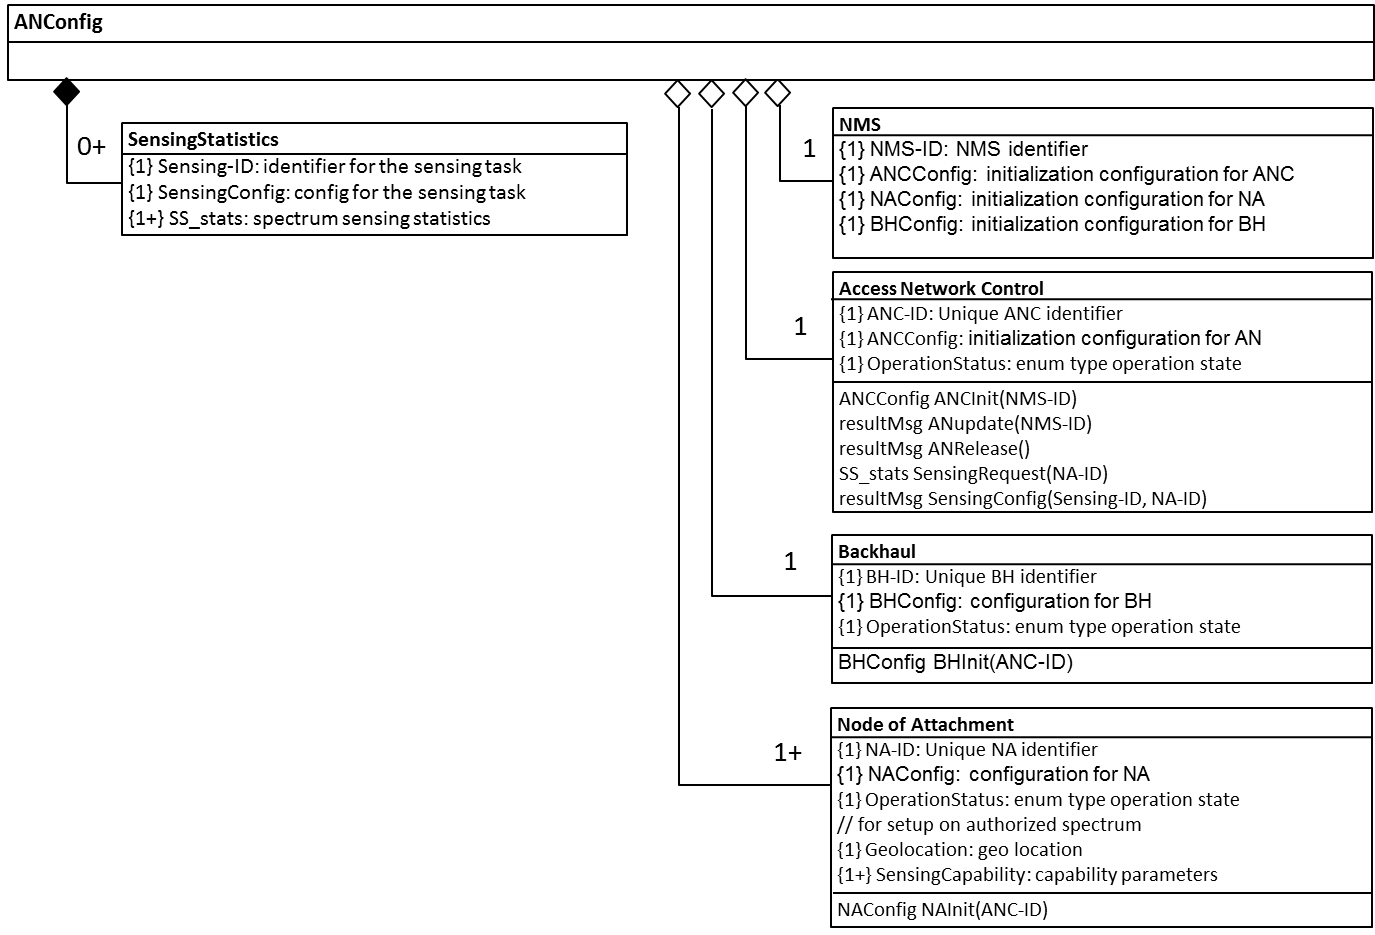 ANConfig
0+
SensingStatistics
{1} Sensing-ID: identifier for the sensing task
{1} SensingConfig: config for the sensing task
{1+} SS_stats: spectrum sensing statistics
1
NMS
{1} NMS-ID: NMS identifier
{1} ANCConfig: initialization configuration for ANC
{1} NAConfig: initialization configuration for NA
{1} BHConfig: initialization configuration for BH
1
Access Network Control
{1} ANC-ID: Unique ANC identifier
{1} ANCConfig: initialization configuration for AN
{1} OperationStatus: enum type operation state
ANCConfig ANCInit(NMS-ID)
resultMsg ANupdate(NMS-ID)
resultMsg ANRelease()
SS_stats SensingRequest(NA-ID)
resultMsg SensingConfig(Sensing-ID, NA-ID)
1
Backhaul
{1} BH-ID: Unique BH identifier
{1} BHConfig: configuration for BH
{1} OperationStatus: enum type operation state
BHConfig BHInit(ANC-ID)
1+
Node of Attachment
{1} NA-ID: Unique NA identifier
{1} NAConfig: configuration for NA
{1} OperationStatus: enum type operation state
// for setup on authorized spectrum
{1} Geolocation: geo location
{1+} SensingCapability: capability parameters
NAConfig NAInit(ANC-ID)